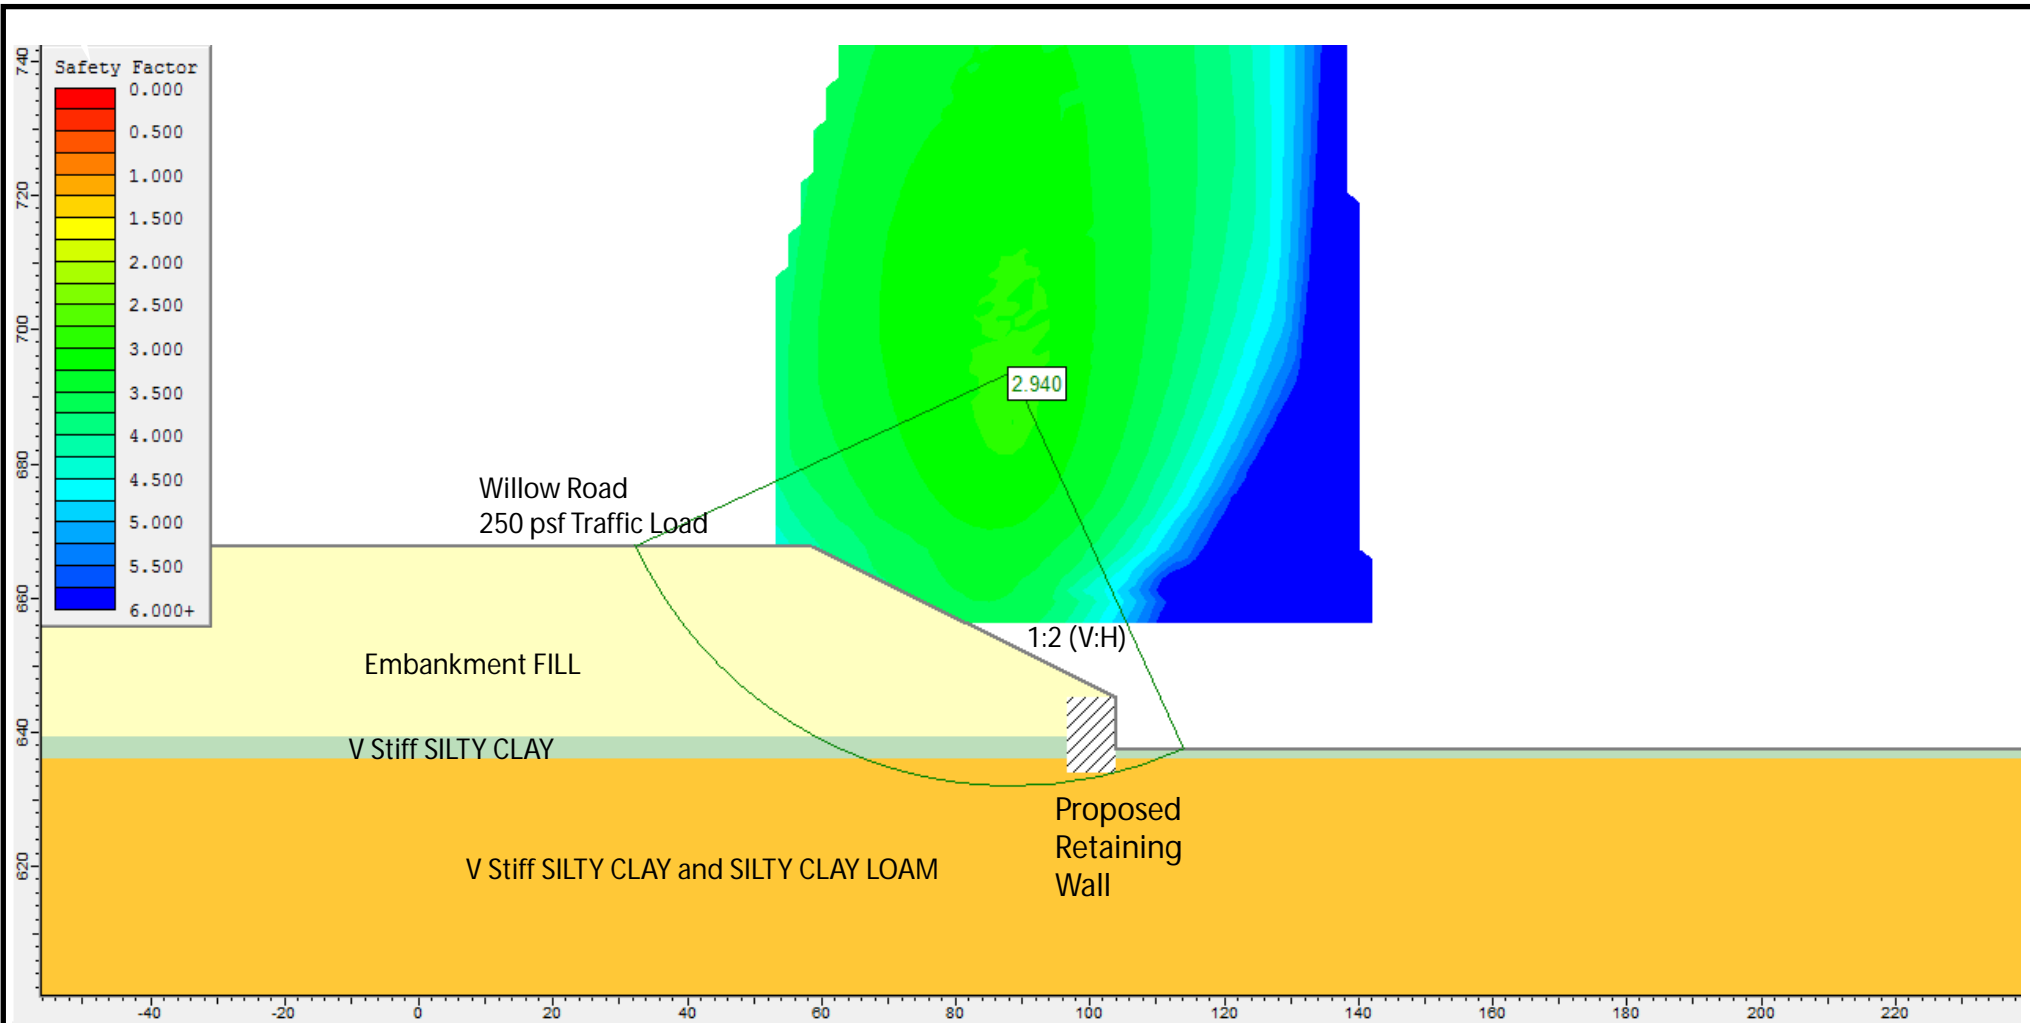 Safety Factor
0.000
0.500
1.000
1.500
2.000
2.500
3.000
3.500
4.000
4.500
5.000
5.500
6.000+
740
720
700
680
660
640
620
2.940
Willow Road
250 psf Traffic Load
1:2 (V:H)
Embankment FILL
V Stiff SILTY CLAY
Proposed
Retaining
Wall
V Stiff SILTY CLAY and SILTY CLAY LOAM
-40 -20 0 20 40 60 80 100 120 140 160 180 200 220